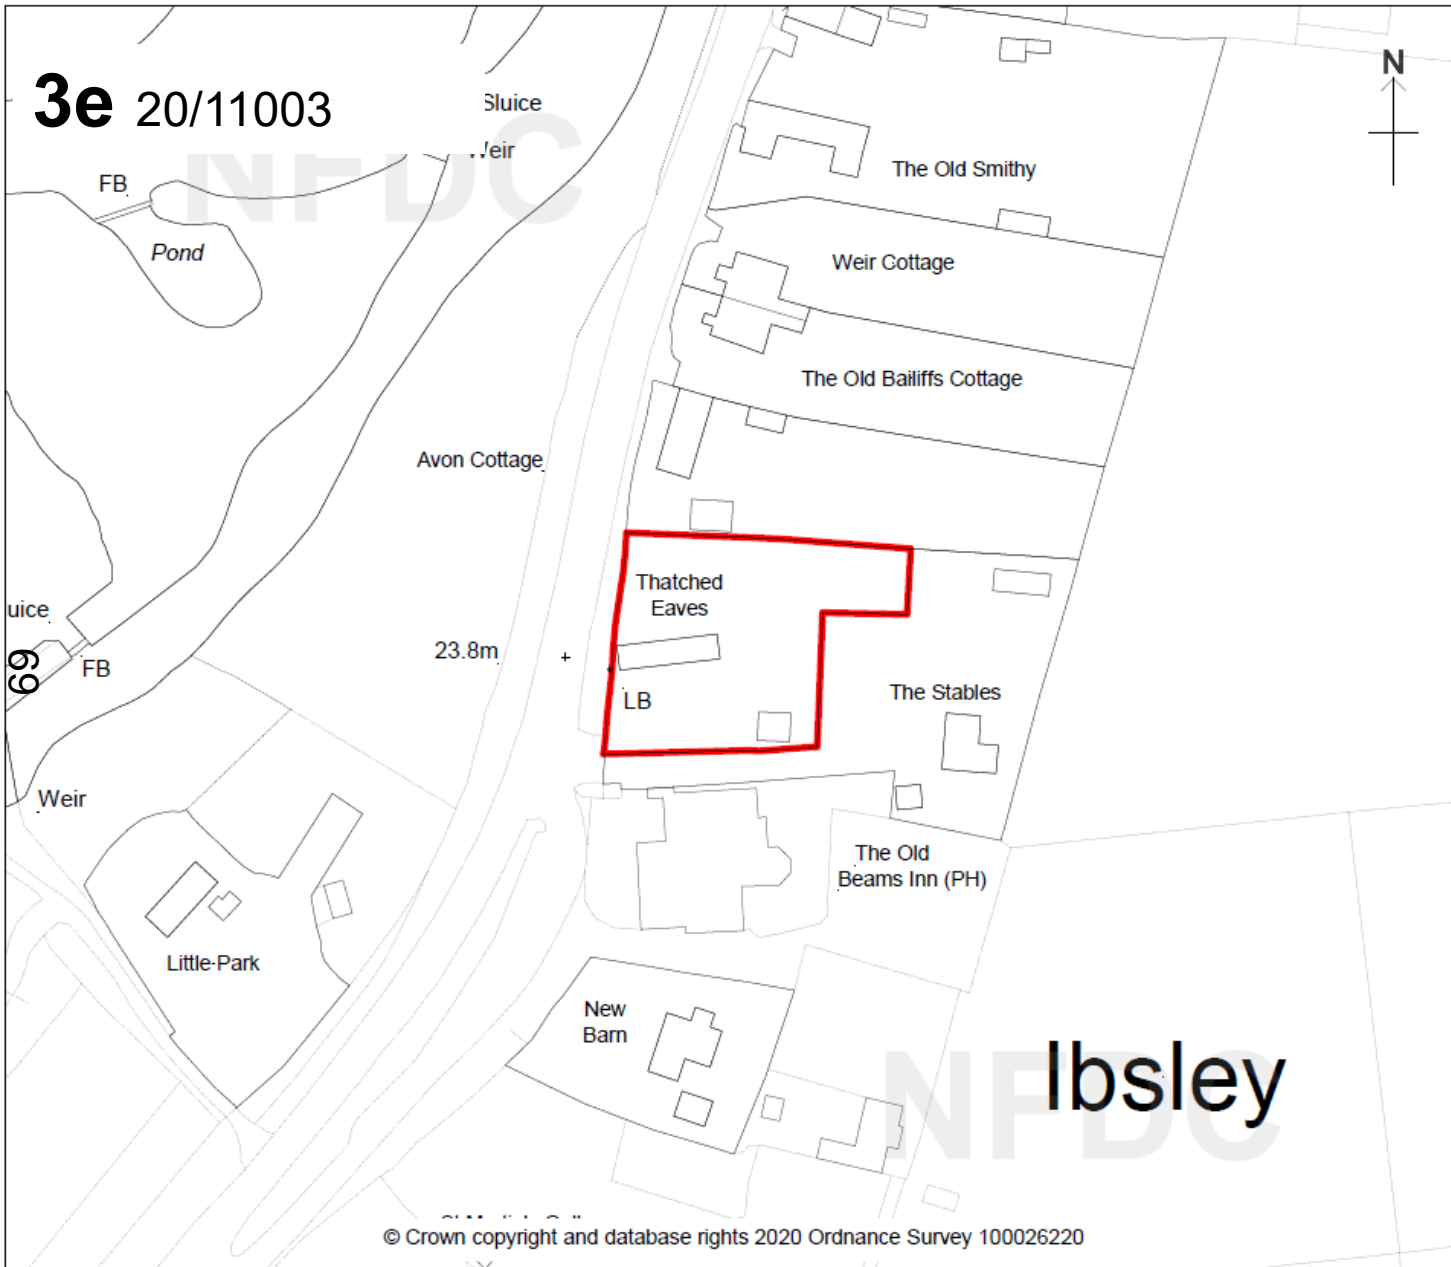 3e 20/11003
N
NFDC
Sluice
Weir
FB
Pond
The Old Smithy
Weir Cottage
The Old Bailiffs Cottage
Avon Cottage
Thatched
Eaves
23.8m
LB
The Stables
uice
FB
69
Weir
The Old
Beams Inn (PH)
Little Park
New
Barn
Ibsley
NFDC
© Crown copyright and database rights 2020 Ordnance Survey 100026220